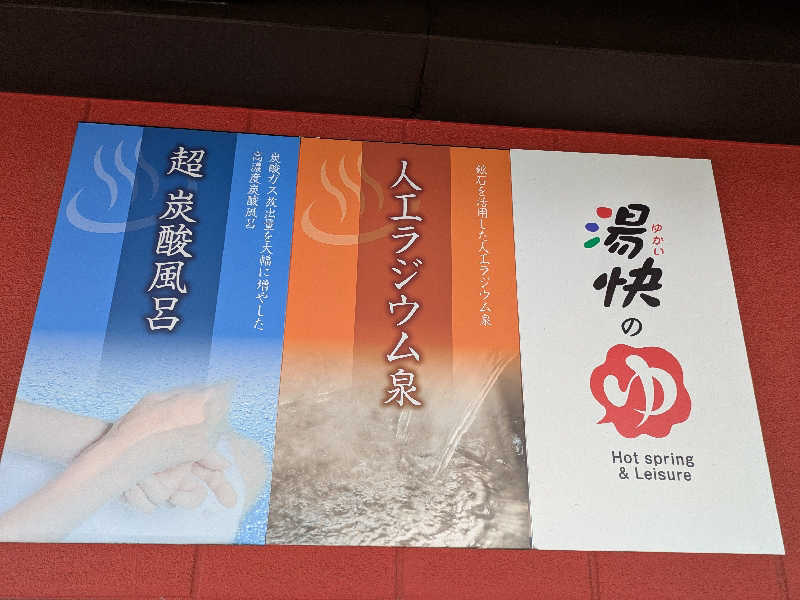 超 炭酸風呂
炭酸ガス放出量を大幅に増やした
高濃度炭酸風呂
人工ラジウム泉
鉱石を活用した人工ラジウム泉
湯快の
ゆかい
ゆ
Hot spring
& Leisure